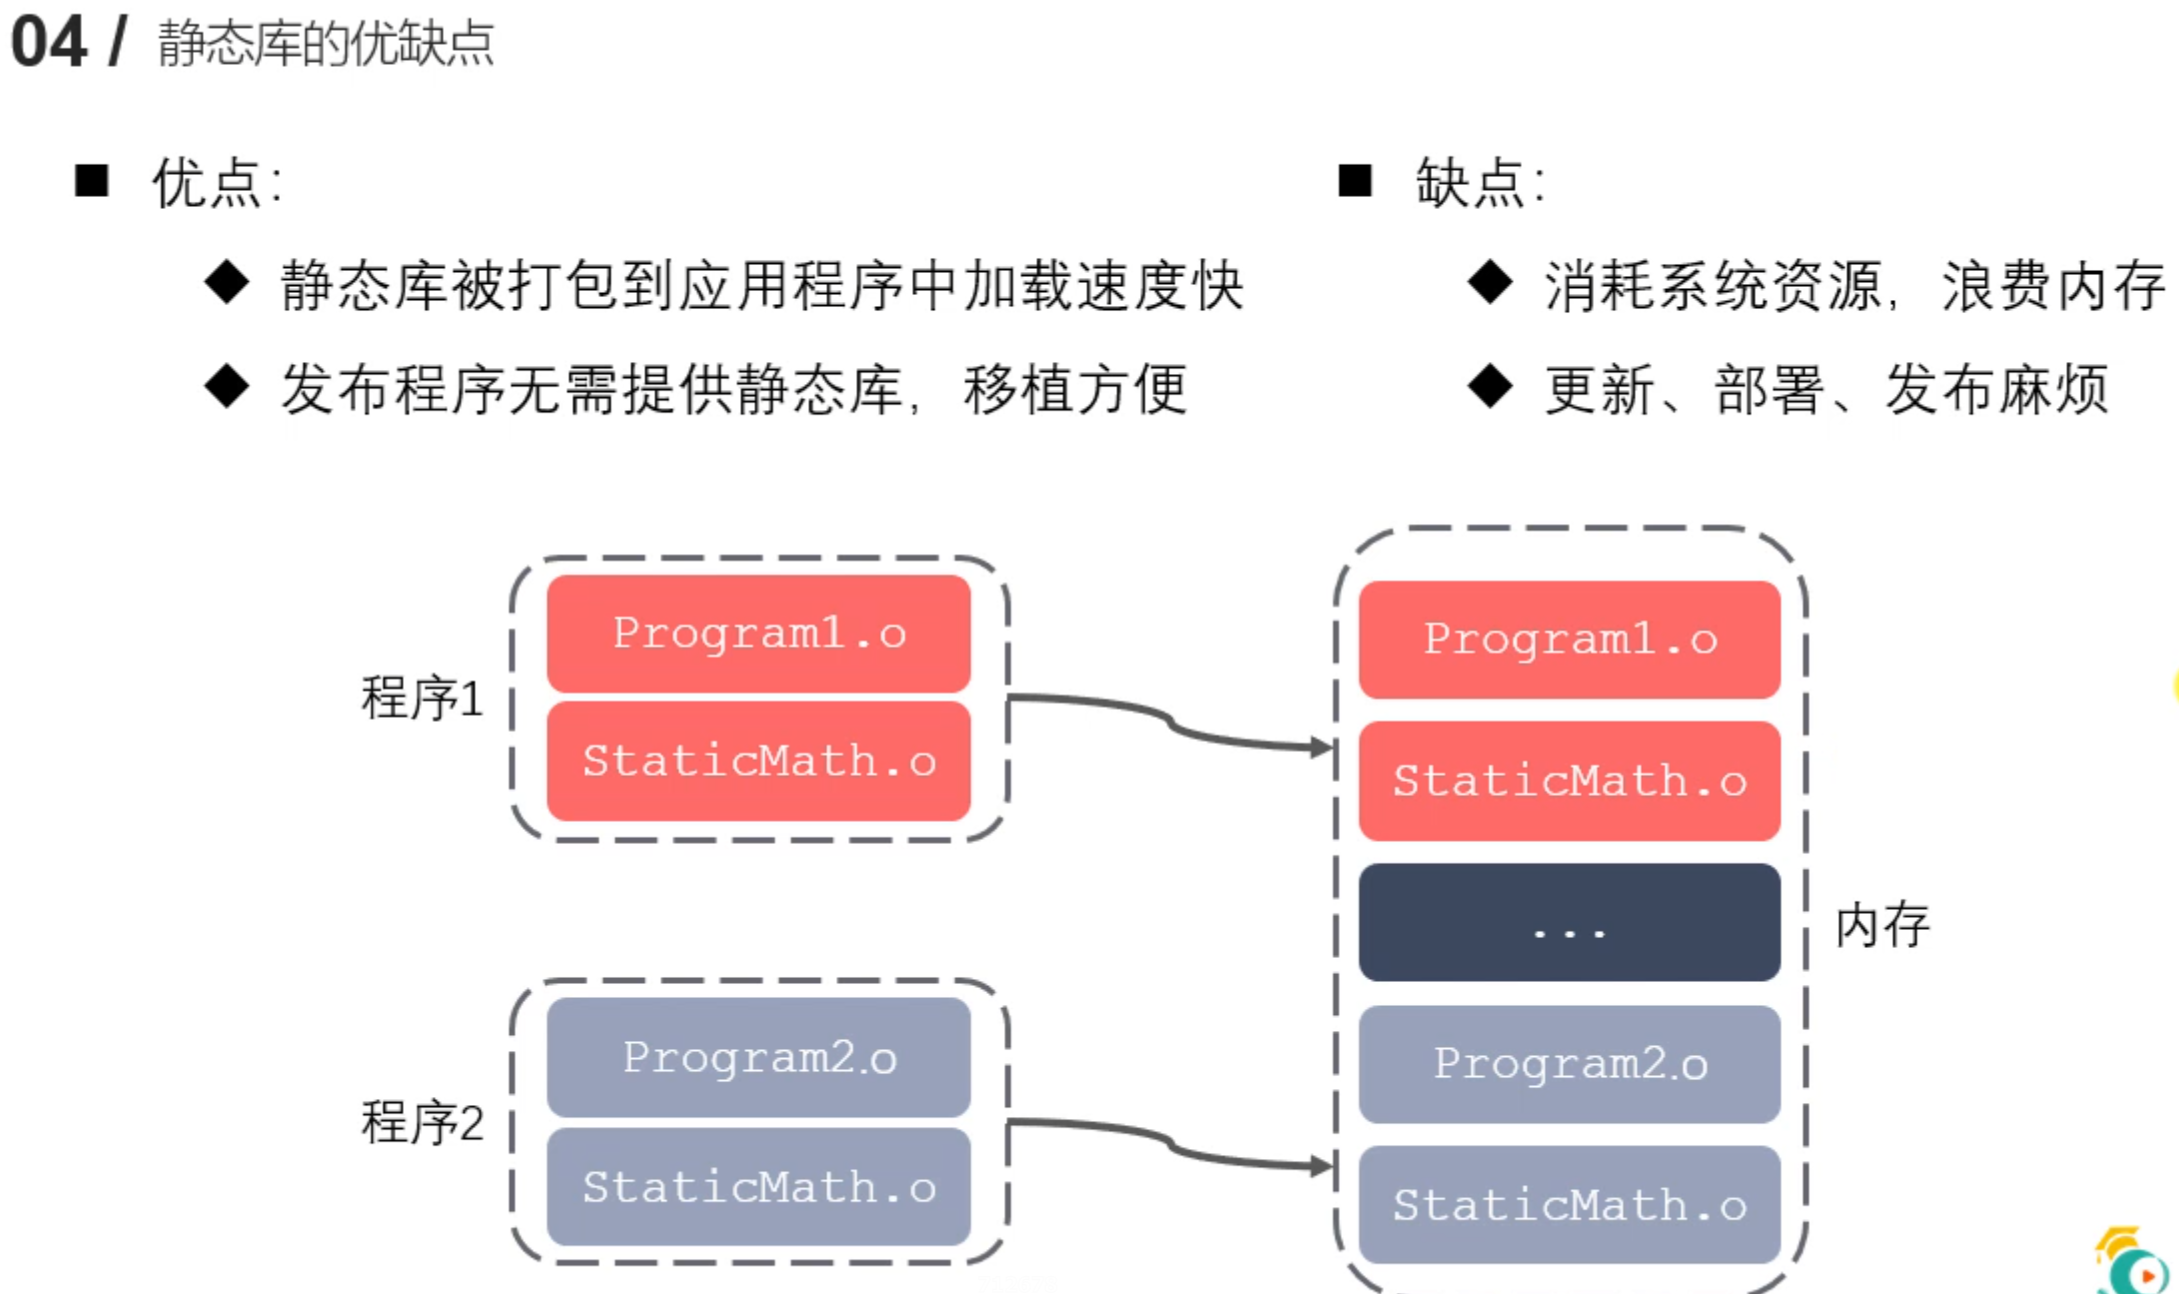 04 / 静态库的优缺点
■ 优点：
◆ 静态库被打包到应用程序中加载速度快
◆ 发布程序无需提供静态库，移植方便
■ 缺点：
◆ 消耗系统资源，浪费内存
◆ 更新、部署、发布麻烦
程序1
Program1.o
StaticMath.o
程序2
Program2.o
StaticMath.o
Program1.o
StaticMath.o
...
Program2.o
StaticMath.o
内存